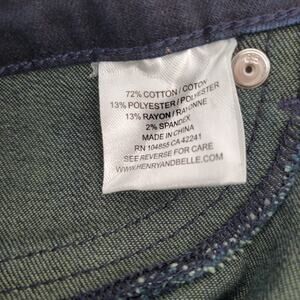 72% COTTON / COTON
13% POLYESTER / POLYESTER
13% RAYON / RAYONNE
2% SPANDEX
MADE IN CHINA
RN 104855 CA 42241
SEE REVERSE FOR CARE
WWW.HENRYANDBELLE.COM